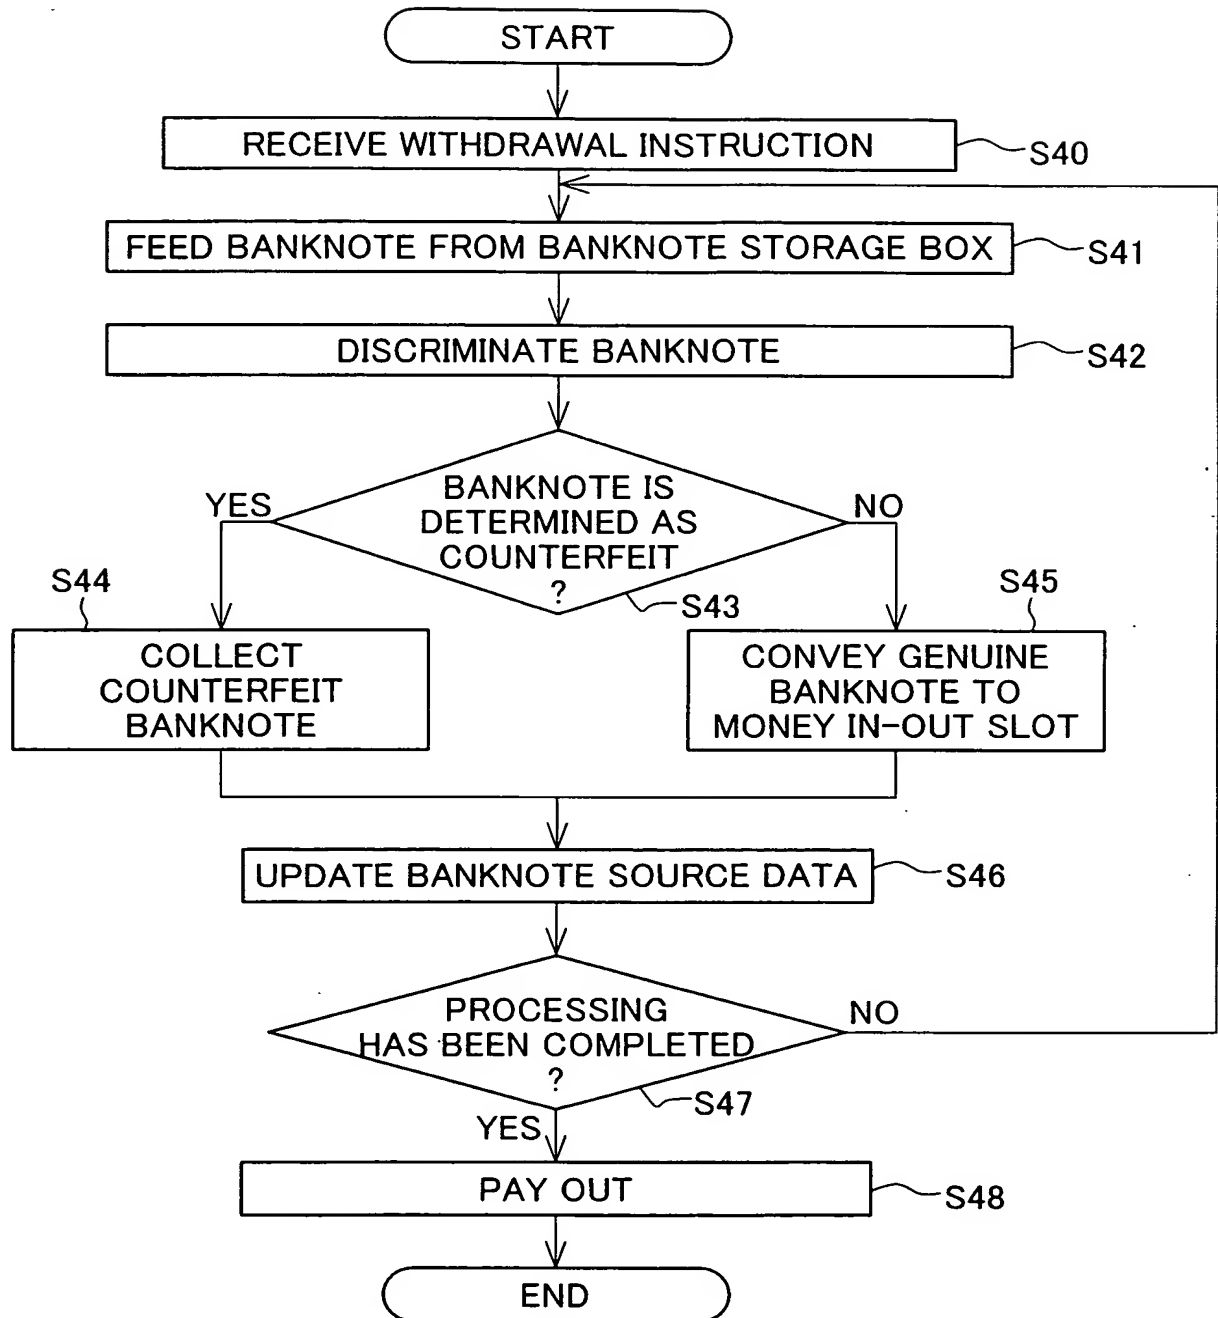 START
RECEIVE WITHDRAWAL INSTRUCTION
S40
FEED BANKNOTE FROM BANKNOTE STORAGE BOX
S41
DISCRIMINATE BANKNOTE
S42
BANKNOTE IS
DETERMINED AS
COUNTERFEIT
?
S43
YES
NO
S44
COLLECT
COUNTERFEIT
BANKNOTE
S45
CONVEY GENUINE
BANKNOTE TO
MONEY IN-OUT SLOT
UPDATE BANKNOTE SOURCE DATA
S46
PROCESSING
HAS BEEN COMPLETED
?
S47
NO
YES
PAY OUT
S48
END